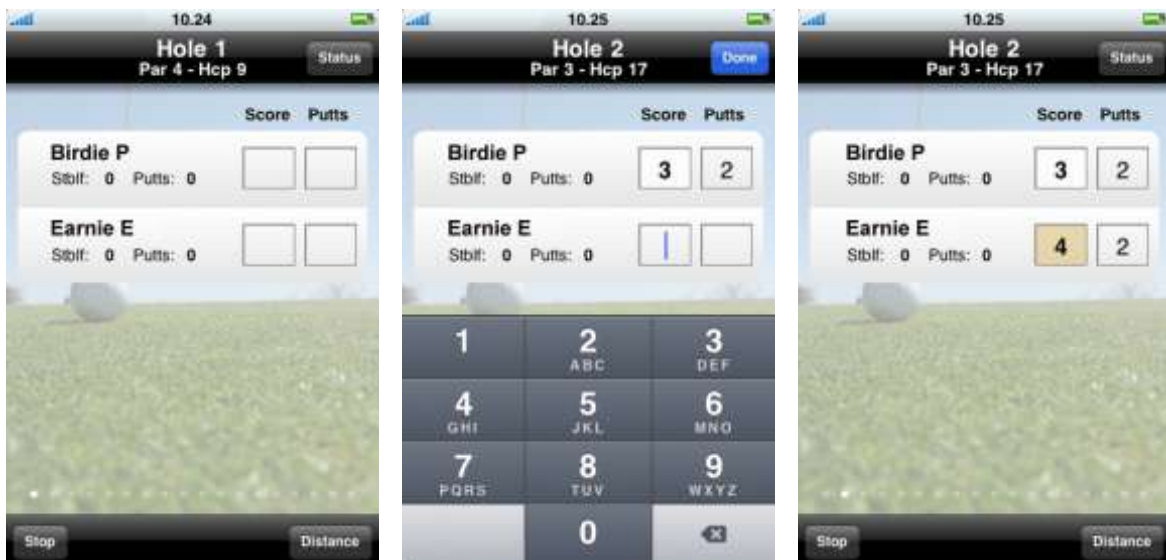 10.24
Hole 1
Par 4 - Hcp 9
Status
Score Putts
Birdie P
Stblf: 0 Putts: 0
Earnie E
Stblf: 0 Putts: 0
Stop
Distance
10.25
Hole 2
Par 3 - Hcp 17
Done
Score Putts
Birdie P
Stblf: 0 Putts: 0
3 2
Earnie E
Stblf: 0 Putts: 0
1 2 3
ABC DEF
4 5 6
GHI JKL MNO
7 8 9
PQRS TUV WXYZ
0
10.25
Hole 2
Par 3 - Hcp 17
Status
Score Putts
Birdie P
Stblf: 0 Putts: 0
3 2
Earnie E
Stblf: 0 Putts: 0
4 2
Stop
Distance